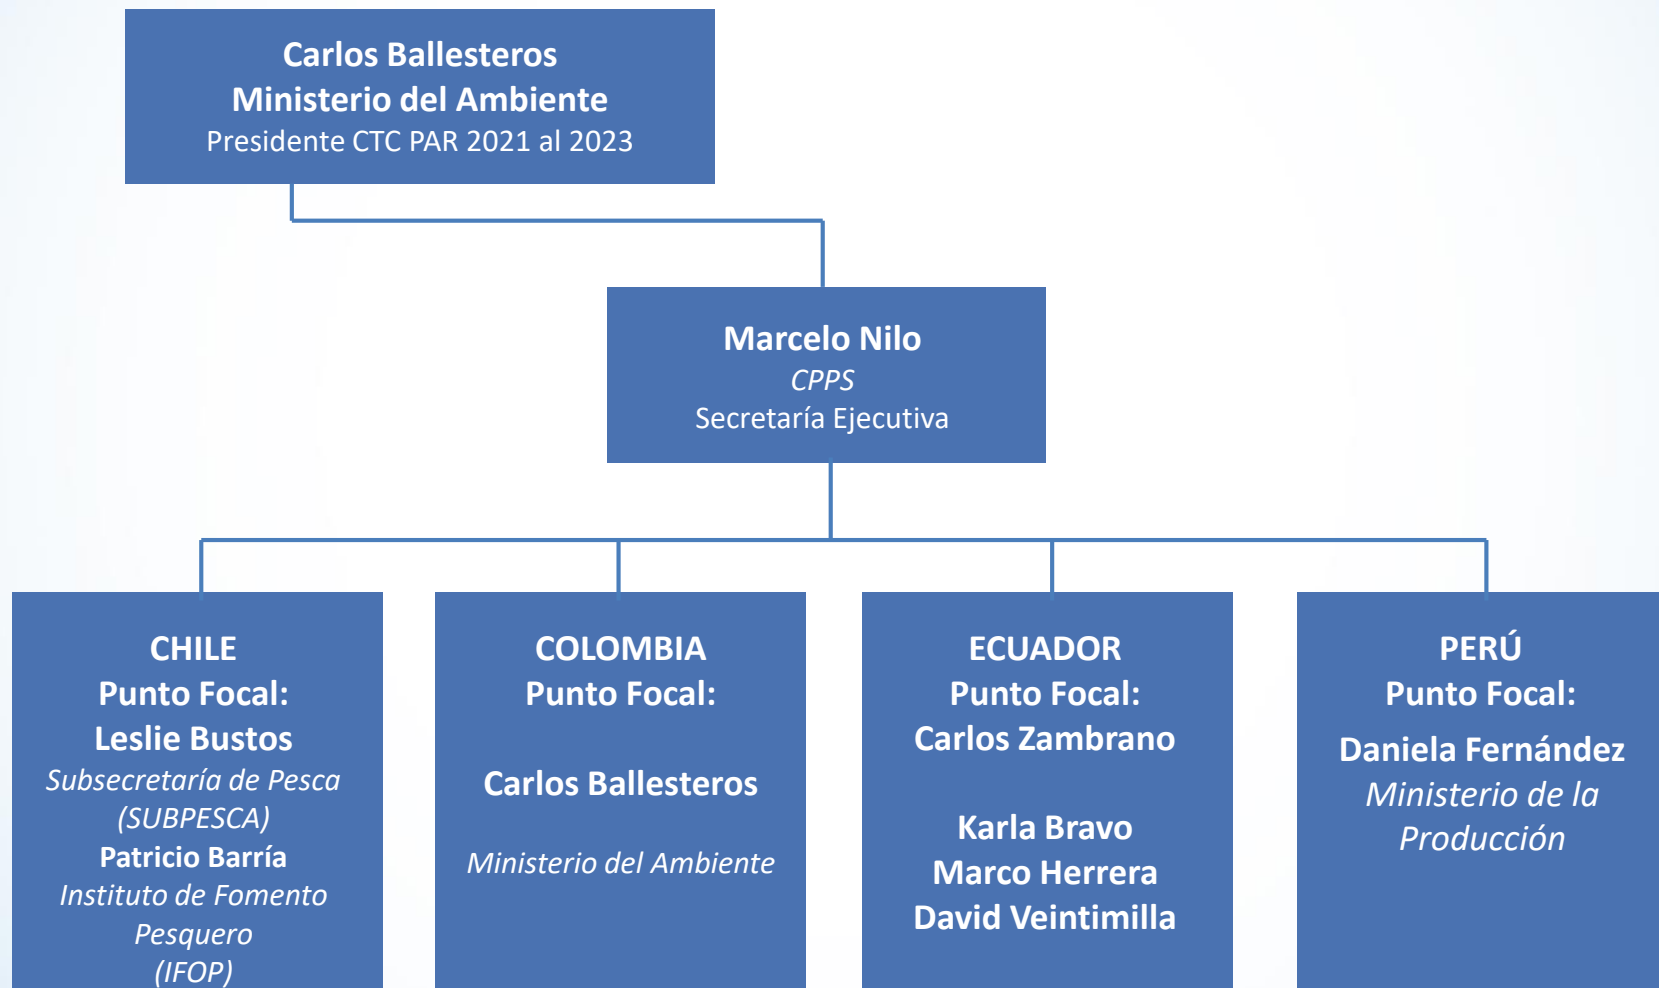 Carlos Ballesteros
Ministerio del Ambiente
Presidente CTC PAR 2021 al 2023
Marcelo Nilo
CPPS
Secretaría Ejecutiva
CHILE
Punto Focal:
Leslie Bustos
Subsecretaría de Pesca
(SUBPESCA)
Patricio Barría
Instituto de Fomento
Pesquero
(IFOP)
COLOMBIA
Punto Focal:
Carlos Ballesteros
Ministerio del Ambiente
ECUADOR
Punto Focal:
Carlos Zambrano
Karla Bravo
Marco Herrera
David Veintimilla
PERÚ
Punto Focal:
Daniela Fernández
Ministerio de la
Producción